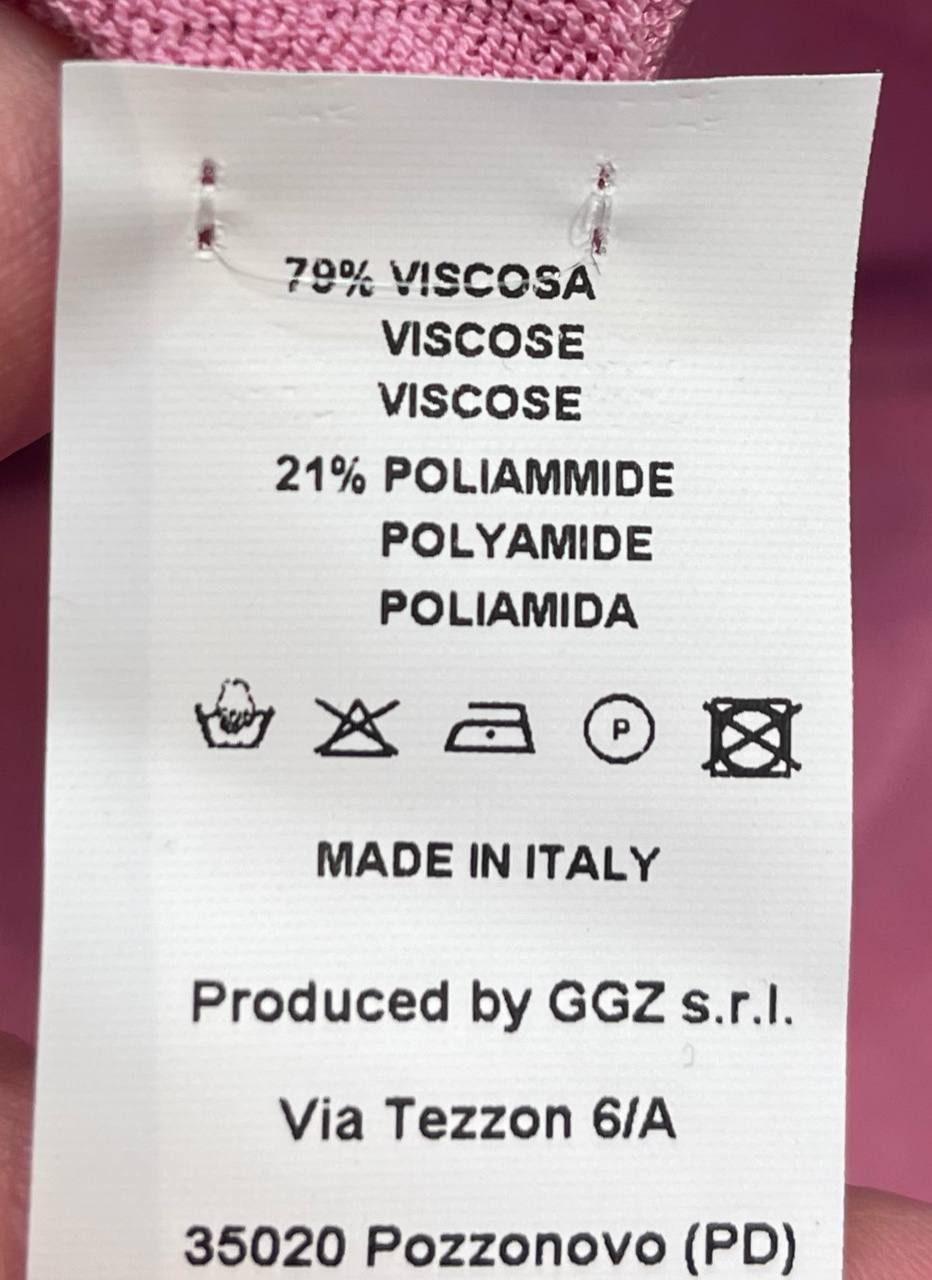 79% VISCOSA
VISCOSE
VISCOSE
21% POLIAMMIDE
POLYAMIDE
POLIAMIDA
P
MADE IN ITALY
Produced by GGZ s.r.l.
Via Tezzon 6/A
35020 Pozzonovo (PD)